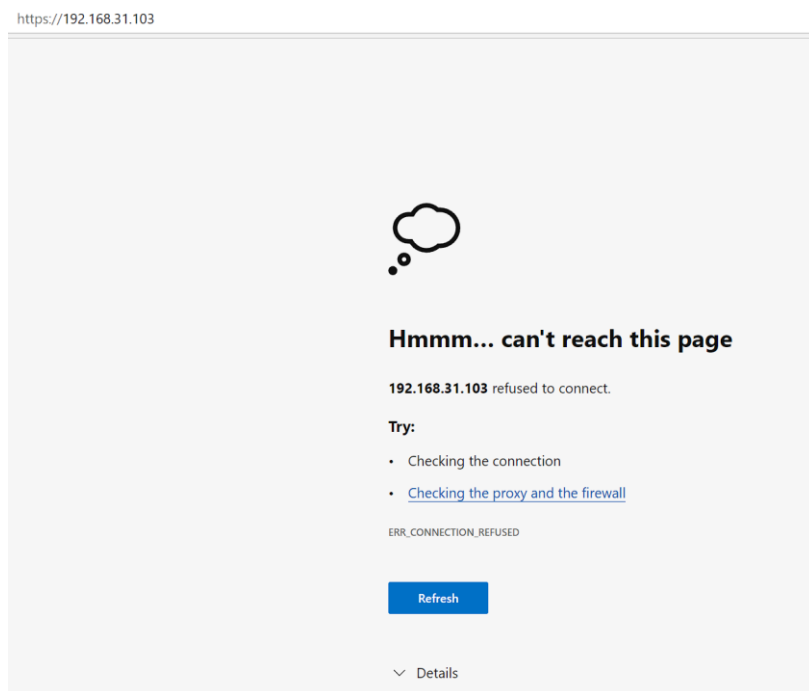 https://192.168.31.103
Hmmm... can't reach this page
192.168.31.103 refused to connect.
Try:
• Checking the connection
• Checking the proxy and the firewall
ERR_CONNECTION_REFUSED
Refresh
Details